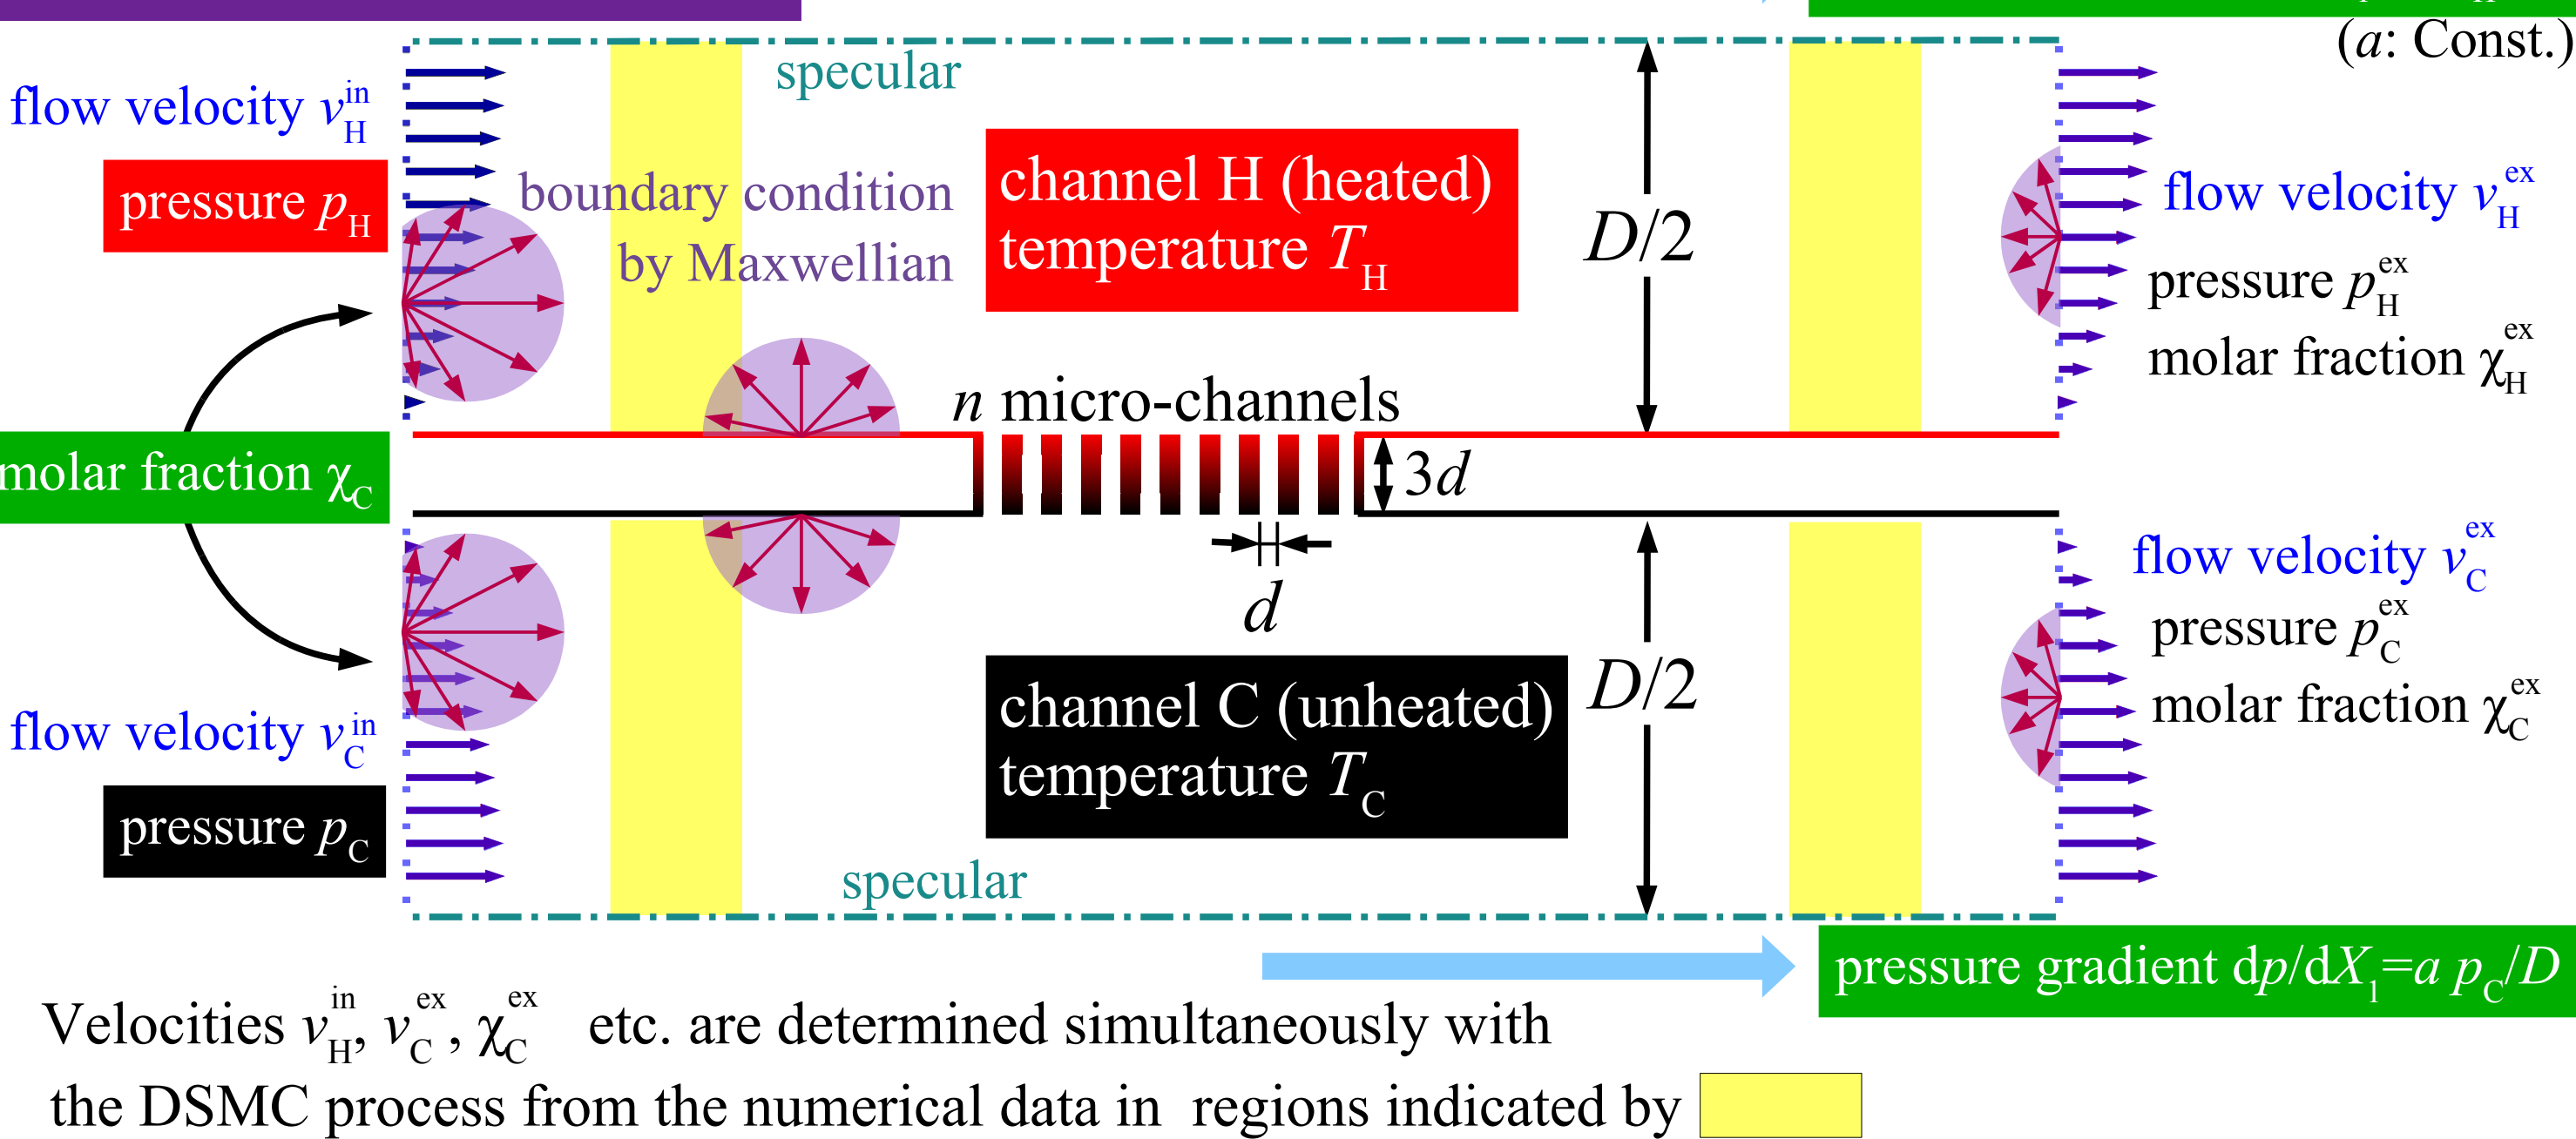 (a: Const.)
specular
flow velocity v_H^in
pressure p_H
boundary condition
by Maxwellian
channel H (heated)
temperature T_H
D/2
flow velocity v_H^ex
pressure p_H^ex
molar fraction χ_H^ex
n micro-channels
molar fraction χ_C
3d
d
flow velocity v_C^ex
pressure p_C^ex
molar fraction χ_C^ex
channel C (unheated)
temperature T_C
D/2
flow velocity v_C^in
pressure p_C
specular
pressure gradient dp/dX_1=a p_C/D
Velocities v_H^in, v_C^ex, χ_C^ex etc. are determined simultaneously with
the DSMC process from the numerical data in regions indicated by